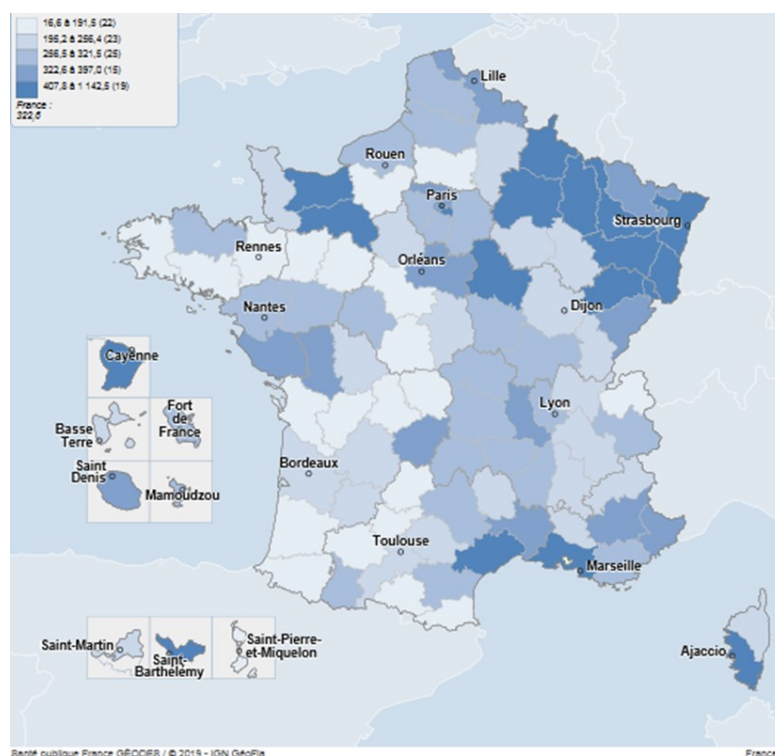 16,6 à 191,5 (22)
195,2 à 256,4 (23)
256,5 à 321,5 (25)
322,6 à 397,0 (15)
407,8 à 1 142,5 (19)
France :
322,6
Lille
Rouen
Paris
Strasbourg
Rennes
Orléans
Nantes
Dijon
Cayenne
Lyon
Basse
Terre
Fort
de
France
Bordeaux
Saint
Denis
Mamoudzou
Toulouse
Marseille
Saint-Martin
Saint-
Barthélemy
Saint-Pierre-
et-Miquelon
Ajaccio
Santé publique France GÉODES / © 2019 - IGN GéoFla
France